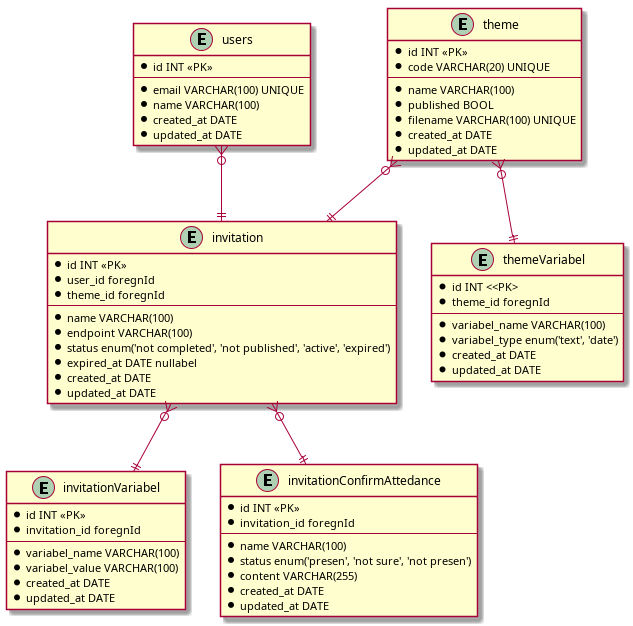 E users
id INT «PK»
email VARCHAR(100) UNIQUE
name VARCHAR(100)
created_at DATE
updated_at DATE
E theme
id INT «PK»
code VARCHAR(20) UNIQUE
name VARCHAR(100)
published BOOL
filename VARCHAR(100) UNIQUE
created_at DATE
updated_at DATE
E invitation
id INT «PK»
user_id foregnId
theme_id foregnId
name VARCHAR(100)
endpoint VARCHAR(100)
status enum('not completed', 'not published', 'active', 'expired')
expired_at DATE nullabel
created_at DATE
updated_at DATE
E themeVariabel
id INT <<PK>
theme_id foregnId
variabel_name VARCHAR(100)
variabel_type enum('text', 'date')
created_at DATE
updated_at DATE
E invitationVariabel
id INT «PK»
invitation_id foregnId
variabel_name VARCHAR(100)
variabel_value VARCHAR(100)
created_at DATE
updated_at DATE
E invitationConfirmAttedance
id INT «PK»
invitation_id foregnId
name VARCHAR(100)
status enum('presen', 'not sure', 'not presen')
content VARCHAR(255)
created_at DATE
updated_at DATE